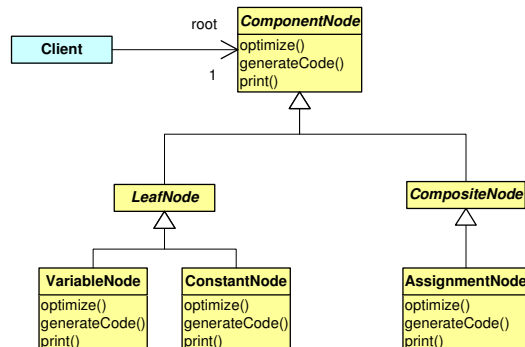 ComponentNode
root
optimize()
Client
generateCode()
1
print()
LeafNode
CompositeNode
VariableNode
ConstantNode
AssignmentNode
optimize()
optimize()
optimize()
generateCode()
generateCode()
generateCode()
print()
print()
print()